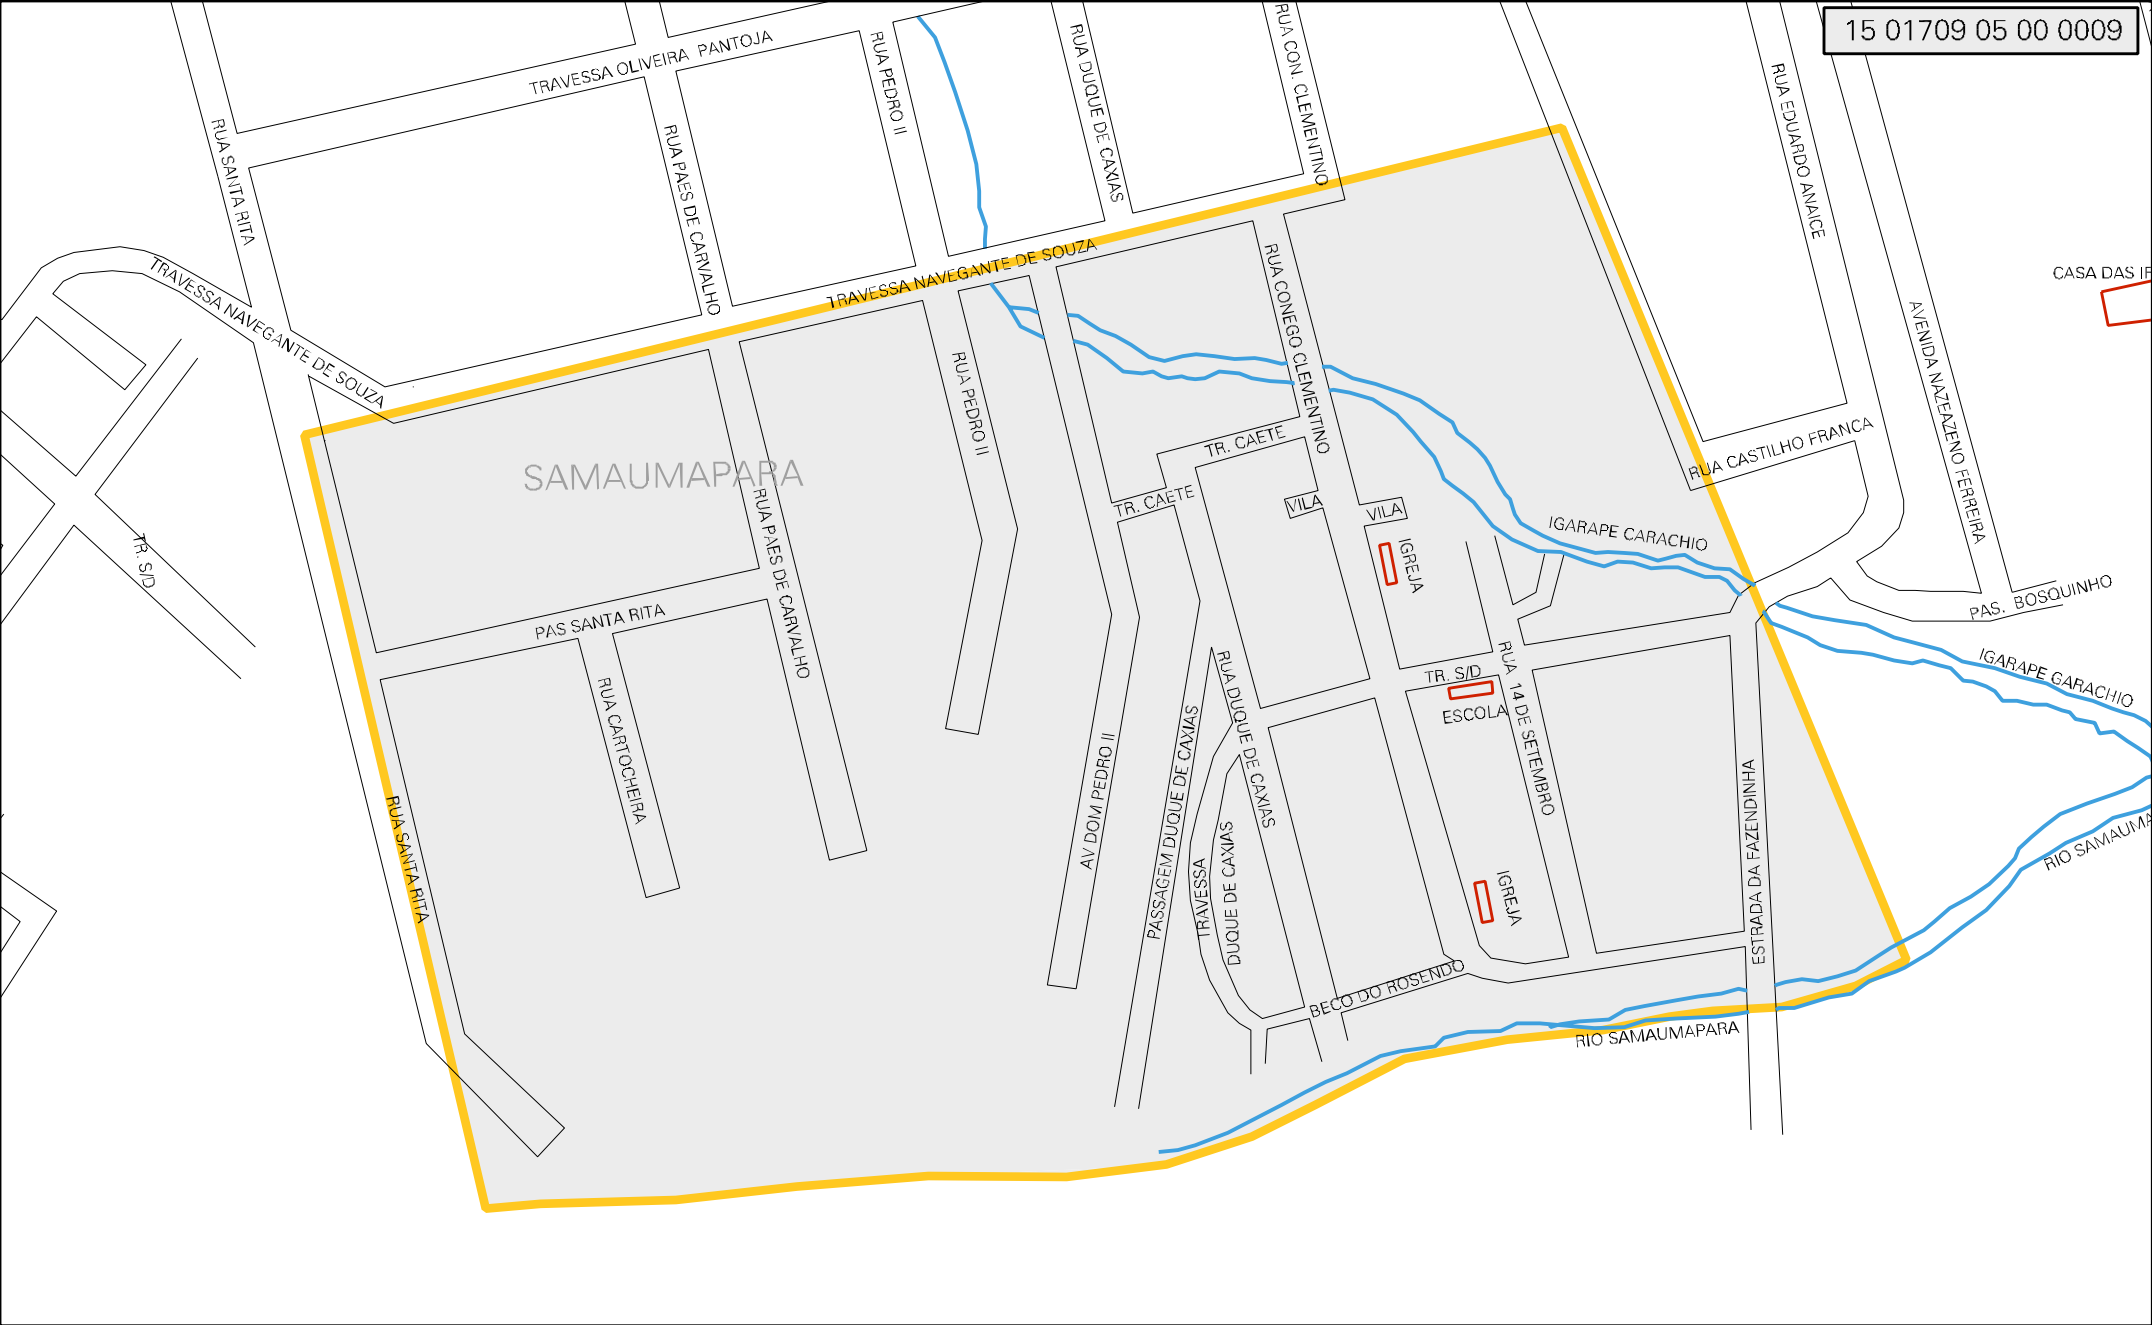 15 01709 05 00 0009
TRAVESSA OLIVEIRA PANTOJA
RUA PEDRO II
RUA DUQUE DE CAXIAS
RUA CON. CLEMENTINO
RUA EDUARDO ANAICE
RUA SANTA RITA
RUA PAES DE CARVALHO
TRAVESSA NAVEGANTE DE SOUZA
TRAVESSA NAVEGANTE DE SOUZA
CASA DAS
RUA CONEGO CLEMENTINO
AVENIDA NAZEAZENO FERREIRA
RUA PEDRO II
SAMAUMAPARA
TR. CAETE
TR. CAETE
RUA CASTILHO FRANCA
RUA PAES DE CARVALHO
VILA
VILA
IGREJA
IGARAPE CARACHIO
TR. S/D
PAS SANTA RITA
PAS. BOSQUINHO
IGARAPE GARACHIO
RUA CARTOCHEIRA
RUA DUQUE DE CAXIAS
TR. S/D
ESCOLA
RUA 14 DE SETEMBRO
AV DOM PEDRO II
PASSAGEM DUQUE DE CAXIAS
TRAVESSA
DUQUE DE CAXIAS
ESTRADA DA FAZENDINHA
RUA SANTA RITA
IGREJA
RIO SAMAUMA
BECO DO ROSENDO
RIO SAMAUMAPARA